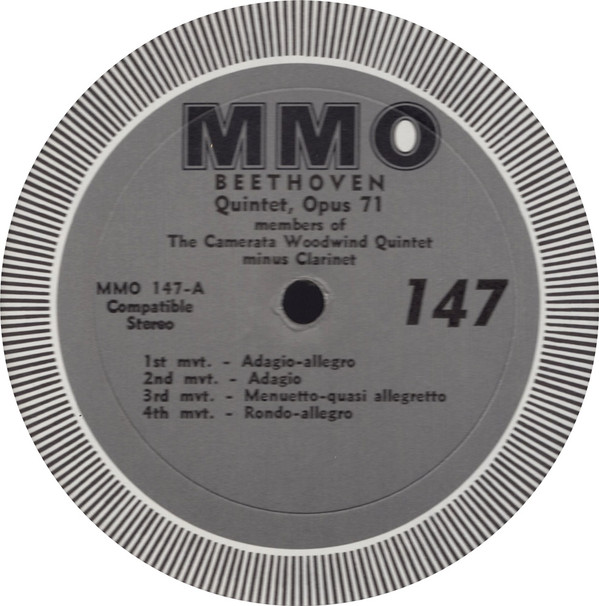 MMO
BEETHOVEN
Quintet, Opus 71
members of
The Camerata Woodwind Quintet
minus Clarinet
MMO 147-A
Compatible
Stereo
147
1st mvt. - Adagio-allegro
2nd mvt. - Adagio
3rd mvt. - Menuetto-quasi allegretto
4th mvt. - Rondo-allegro